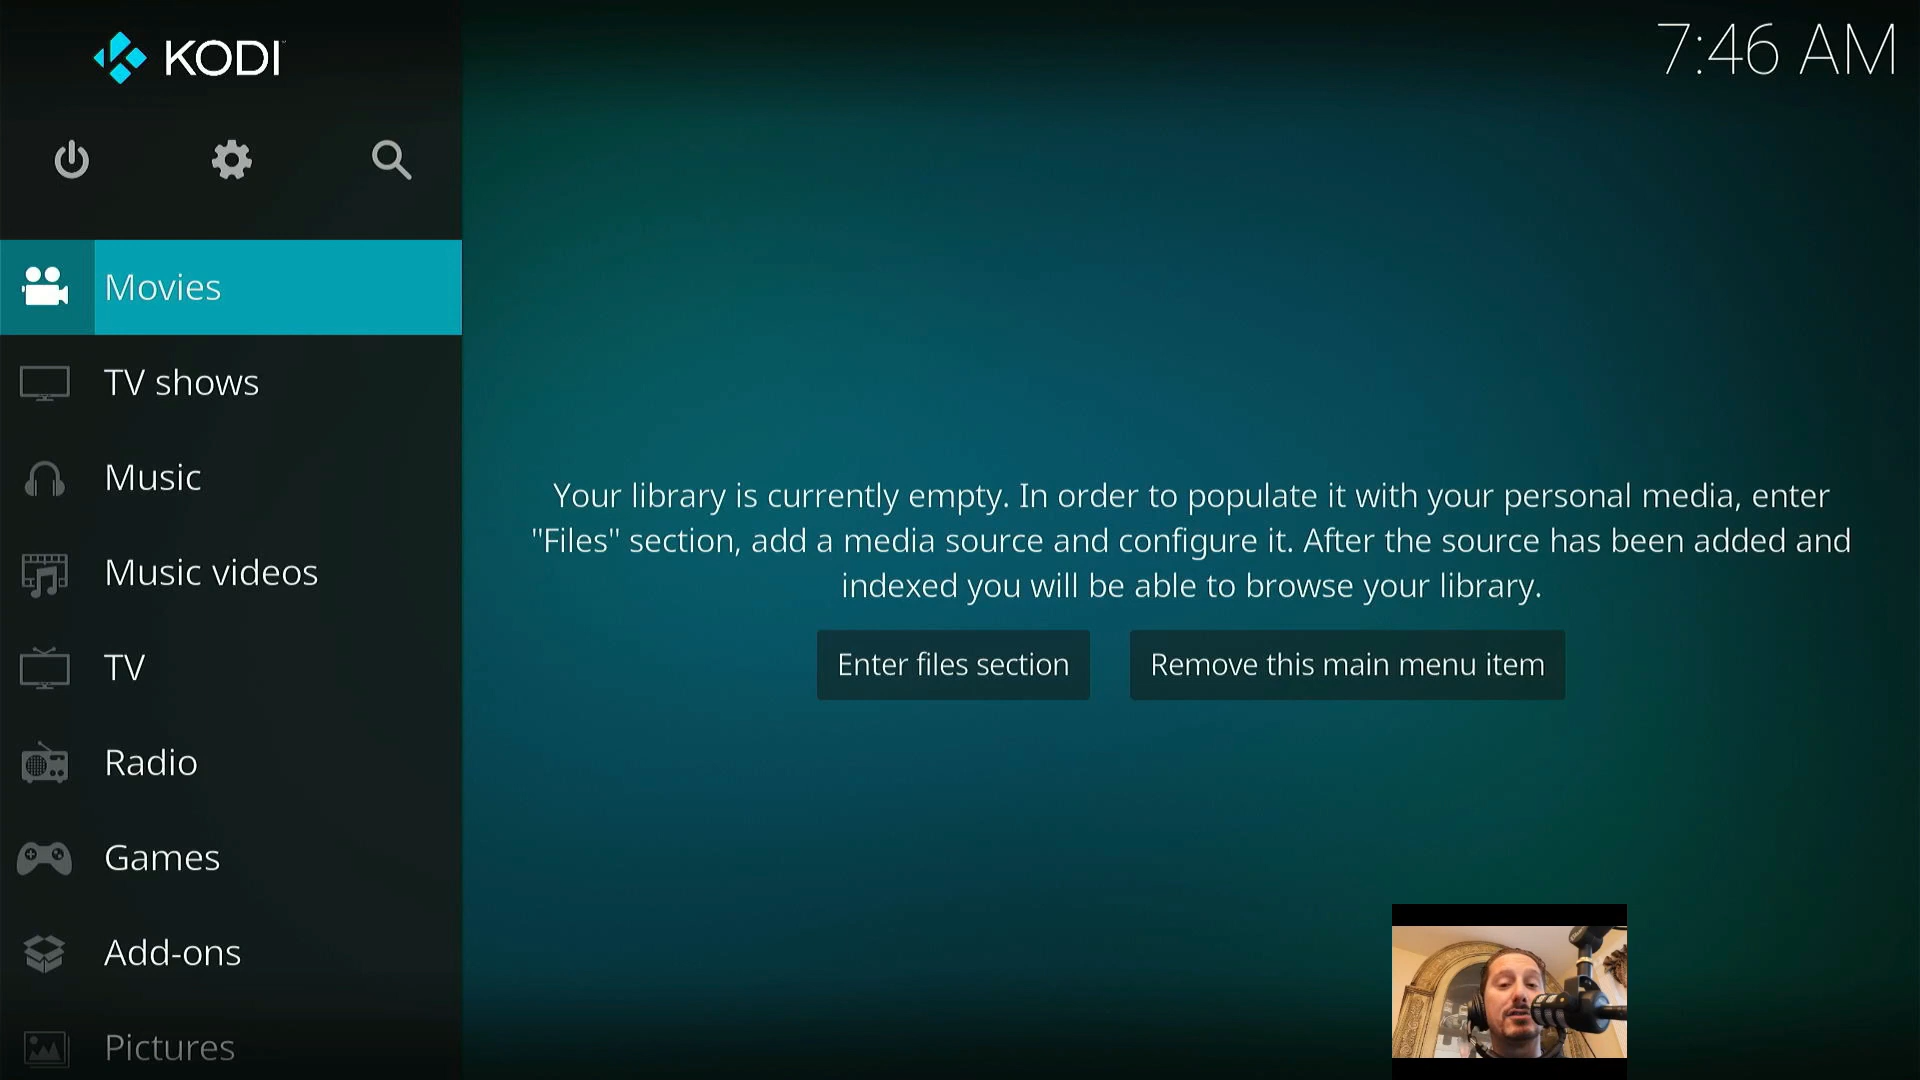 KODI
7:46 AM
Movies
TV shows
Music
Music videos
TV
Radio
Games
Add-ons
Pictures
Your library is currently empty. In order to populate it with your personal media, enter
"Files" section, add a media source and configure it. After the source has been added and
indexed you will be able to browse your library.
Enter files section
Remove this main menu item